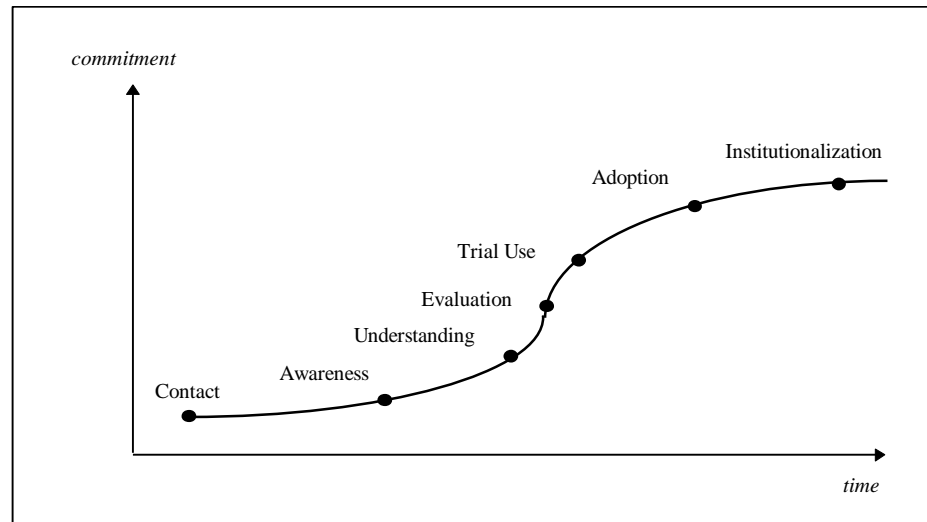 commitment
Institutionalization
Adoption
Trial Use
Evaluation
Understanding
Awareness
Contact
time